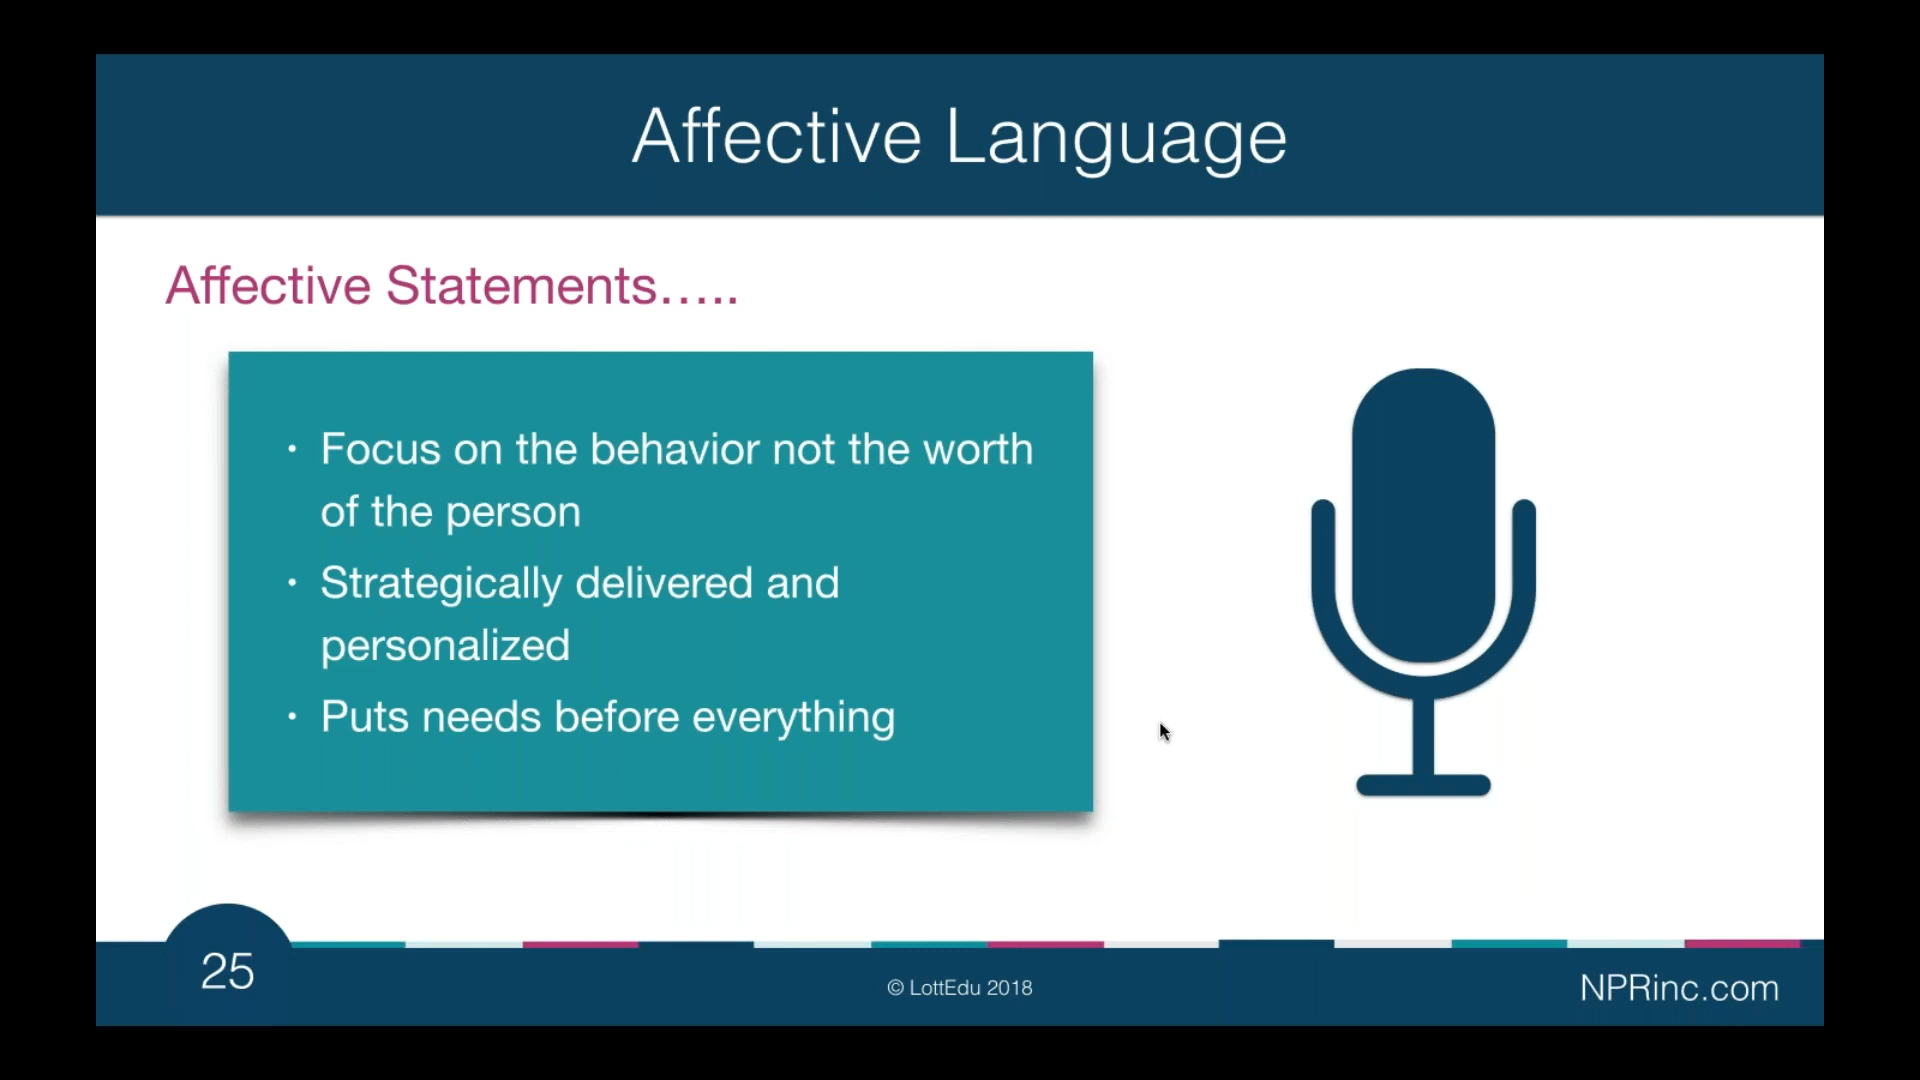 Affective Language
Affective Statements…..
• Focus on the behavior not the worth
of the person
• Strategically delivered and
personalized
• Puts needs before everything
25
© LottEdu 2018
NPRinc.com